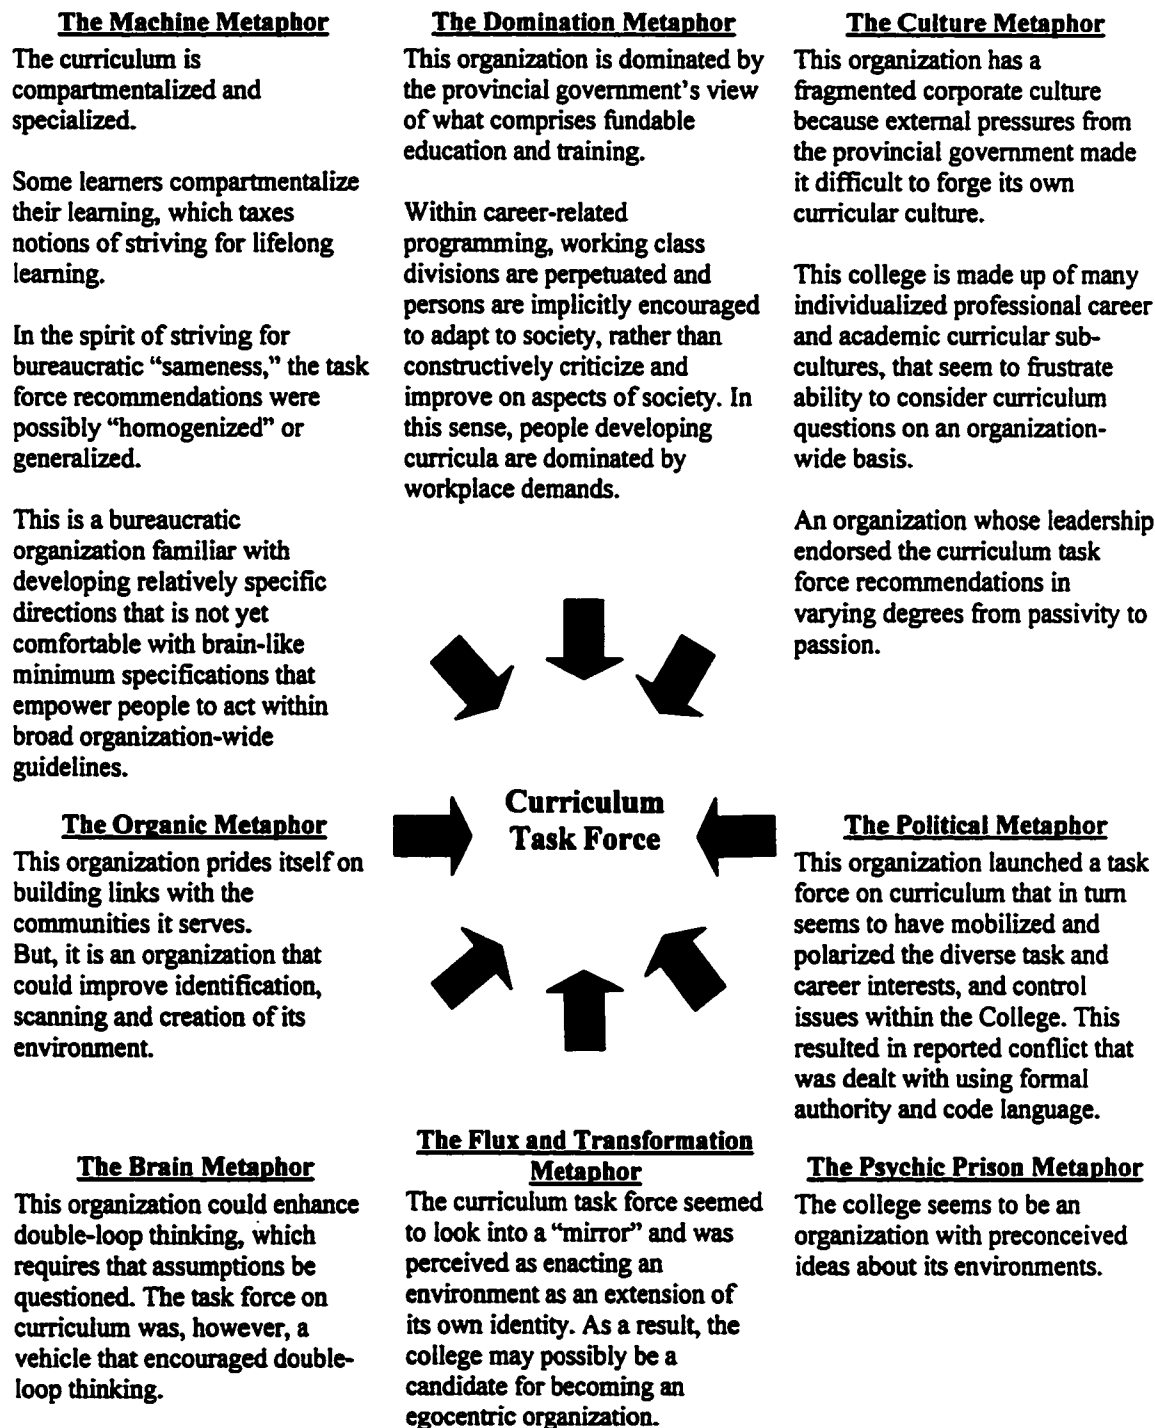 The Machine Metaphor
The curriculum is
compartmentalized and
specialized.
Some learners compartmentalize
their learning, which taxes
notions of striving for lifelong
learning.
In the spirit of striving for
bureaucratic “sameness,” the task
force recommendations were
possibly “homogenized” or
generalized.
This is a bureaucratic
organization familiar with
developing relatively specific
directions that is not yet
comfortable with brain-like
minimum specifications that
empower people to act within
broad organization-wide
guidelines.
The Domination Metaphor
This organization is dominated by
the provincial government’s view
of what comprises fundable
education and training.
Within career-related
programming, working class
divisions are perpetuated and
persons are implicitly encouraged
to adapt to society, rather than
constructively criticize and
improve on aspects of society. In
this sense, people developing
curricula are dominated by
workplace demands.
The Culture Metaphor
This organization has a
fragmented corporate culture
because external pressures from
the provincial government made
it difficult to forge its own
curricular culture.
This college is made up of many
individualized professional career
and academic curricular sub-
cultures, that seem to frustrate
ability to consider curriculum
questions on an organization-
wide basis.
An organization whose leadership
endorsed the curriculum task
force recommendations in
varying degrees from passivity to
passion.
The Organic Metaphor
This organization prides itself on
building links with the
communities it serves.
But, it is an organization that
could improve identification,
scanning and creation of its
environment.
Curriculum
Task Force
The Political Metaphor
This organization launched a task
force on curriculum that in turn
seems to have mobilized and
polarized the diverse task and
career interests, and control
issues within the College. This
resulted in reported conflict that
was dealt with using formal
authority and code language.
The Brain Metaphor
This organization could enhance
double-loop thinking, which
requires that assumptions be
questioned. The task force on
curriculum was, however, a
vehicle that encouraged double-
loop thinking.
The Flux and Transformation
Metaphor
The curriculum task force seemed
to look into a “mirror” and was
perceived as enacting an
environment as an extension of
its own identity. As a result, the
college may possibly be a
candidate for becoming an
egocentric organization.
The Psychic Prison Metaphor
The college seems to be an
organization with preconceived
ideas about its environments.